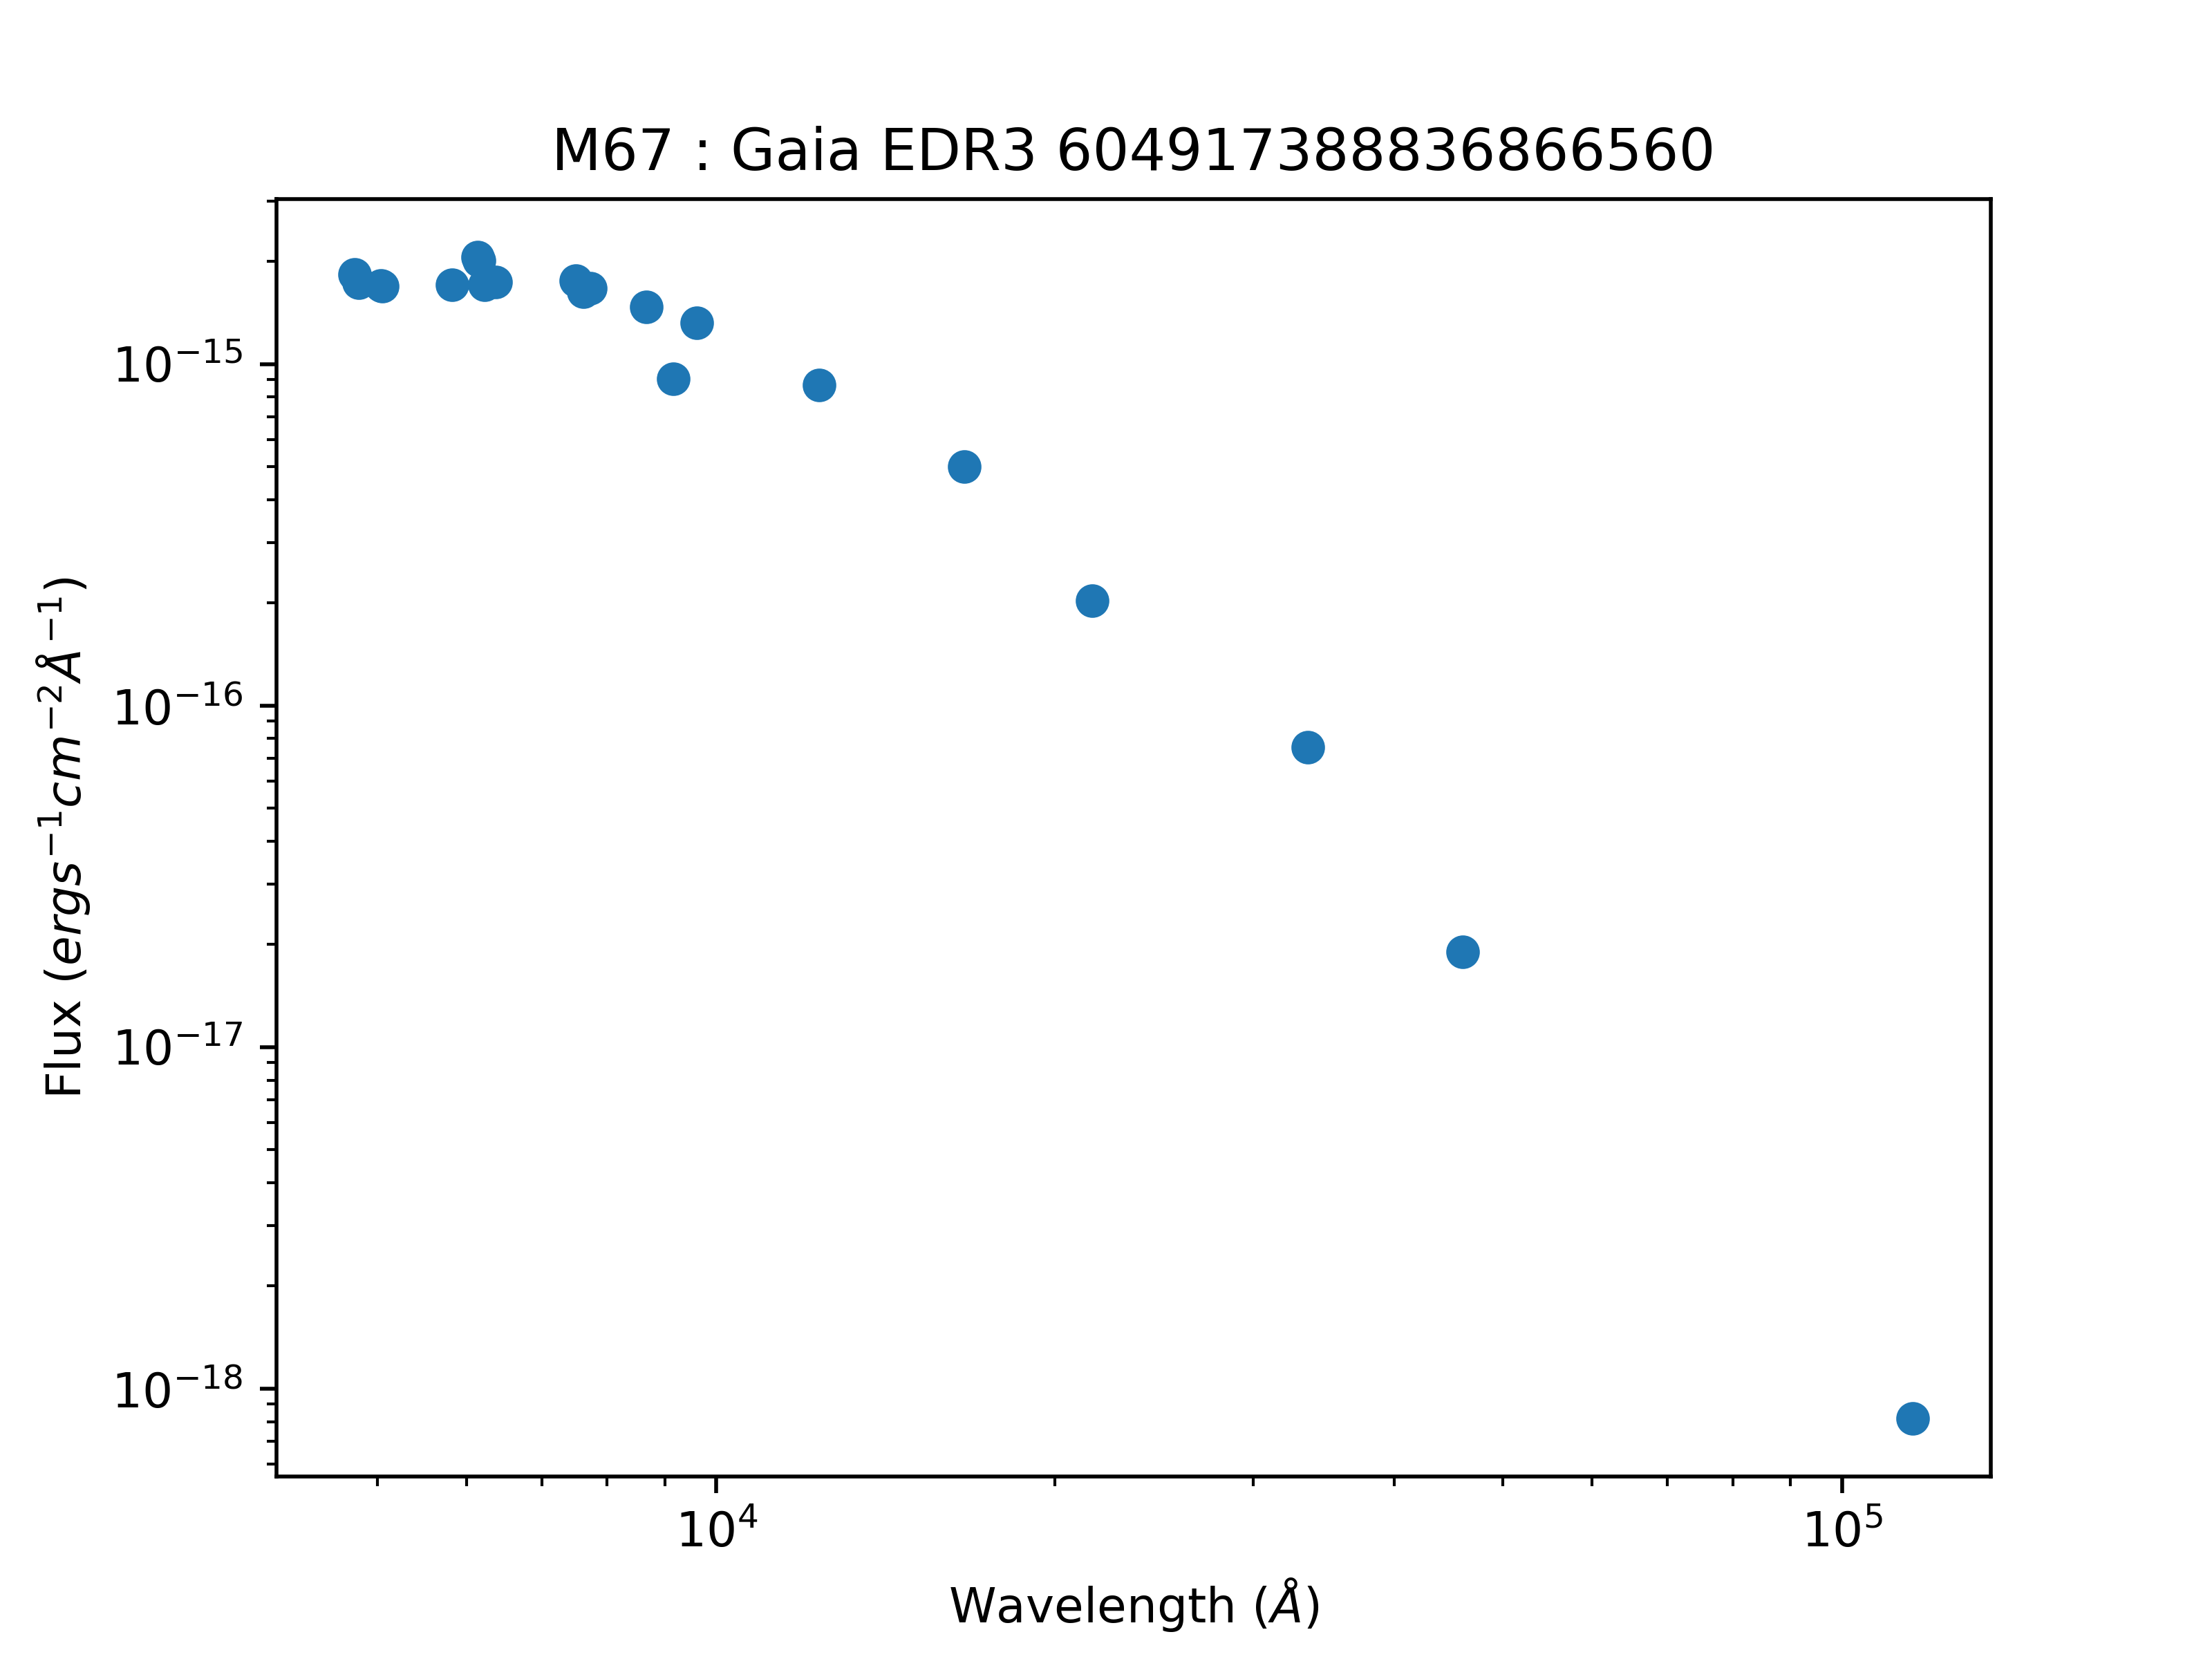 M67 : Gaia EDR3 604917388836866560
Flux (ergs⁻¹cm⁻²Å⁻¹)
10⁻¹⁵
10⁻¹⁶
10⁻¹⁷
10⁻¹⁸
10⁴
10⁵
Wavelength (Å)